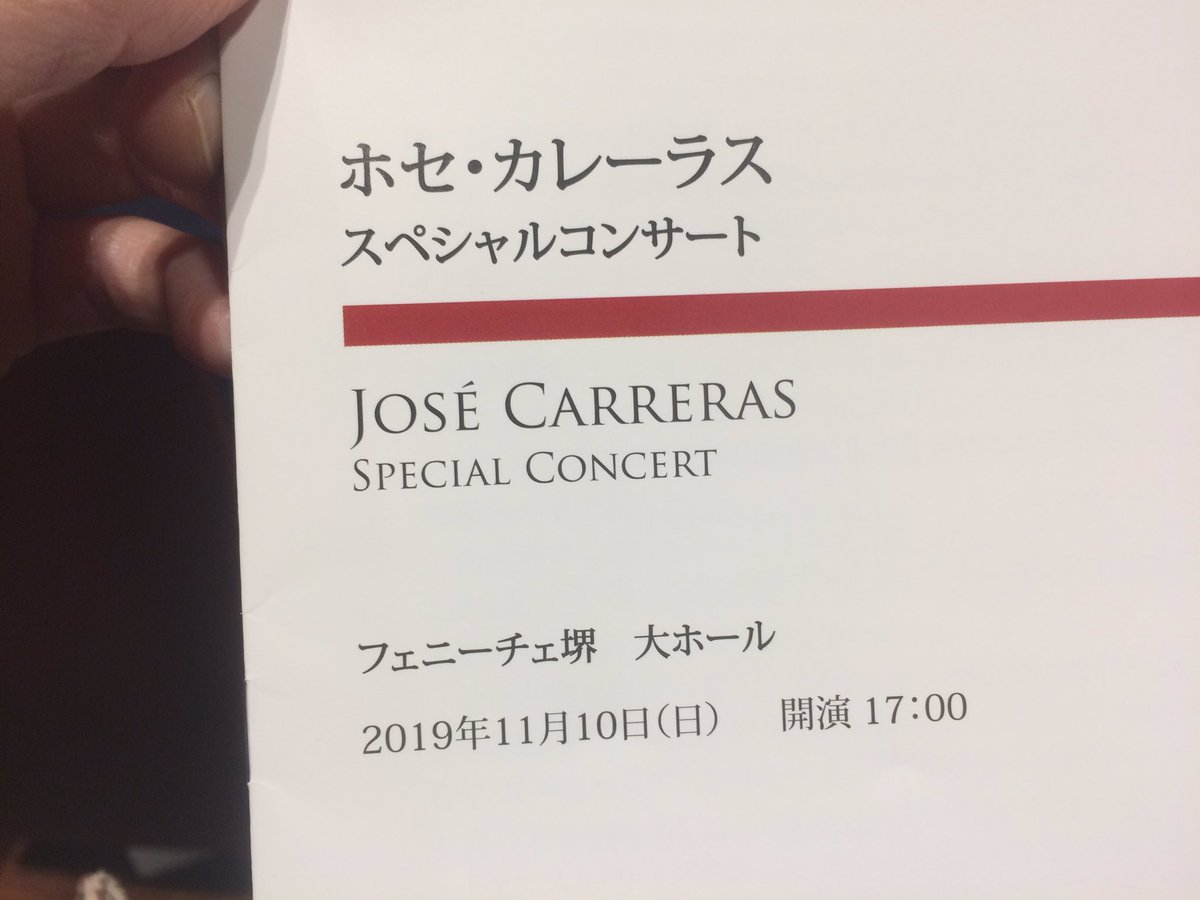 ホセ・カレーラス
スペシャルコンサート
JOSÉ CARRERAS
SPECIAL CONCERT
フェニーチェ堺　大ホール
2019年11月10日(日)　開演 17:00